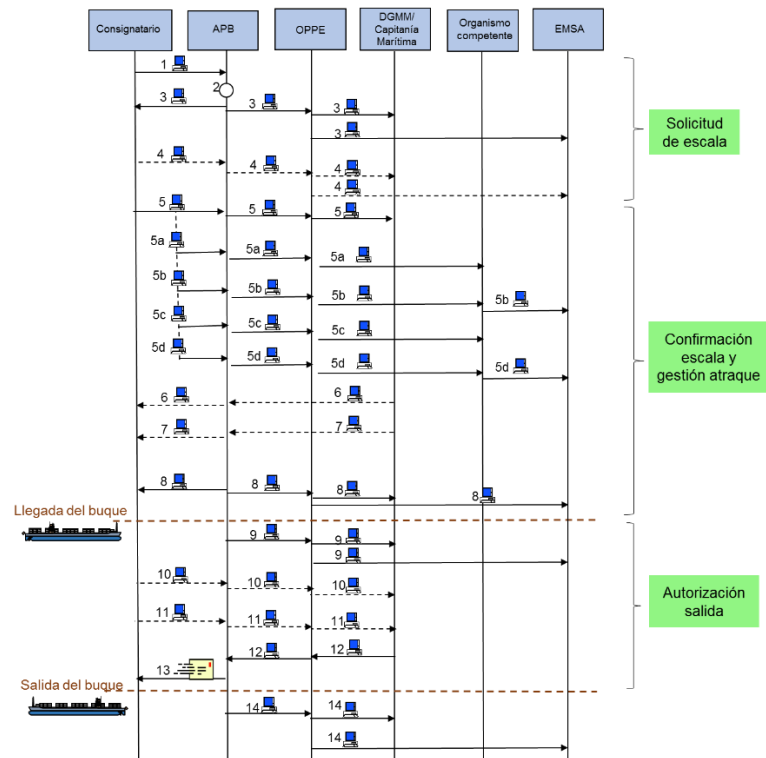 Consignatario
APB
OPPE
DGMM/
Capitanía
Marítima
Organismo
competente
EMSA
1
2
3
3
3
3
Solicitud
de escala
4
4
4
4
5
5
5
5a
5a
5a
5b
5b
5b
5b
5c
5c
5c
5d
5d
5d
5d
Confirmación
escala y
gestión atraque
6
6
7
7
8
8
8
8
Llegada del buque
9
9
9
10
10
10
Autorización
salida
11
11
11
12
12
13
Salida del buque
14
14
14